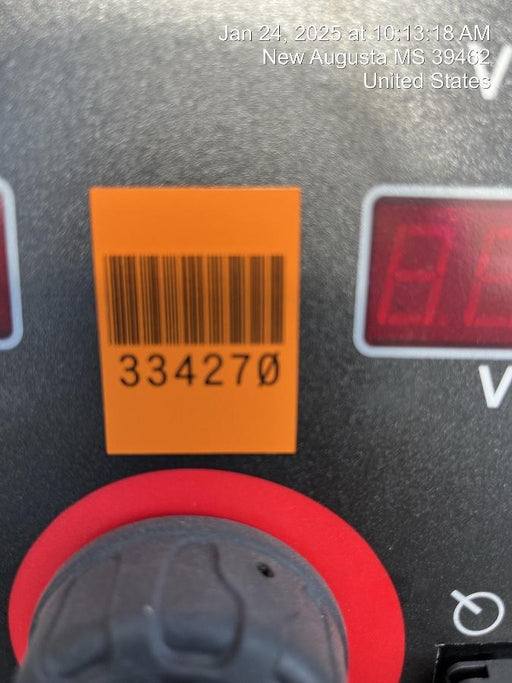 Jan 24, 2025 at 10:13:18 AM
New Augusta MS 39462
United States
V
334270
V